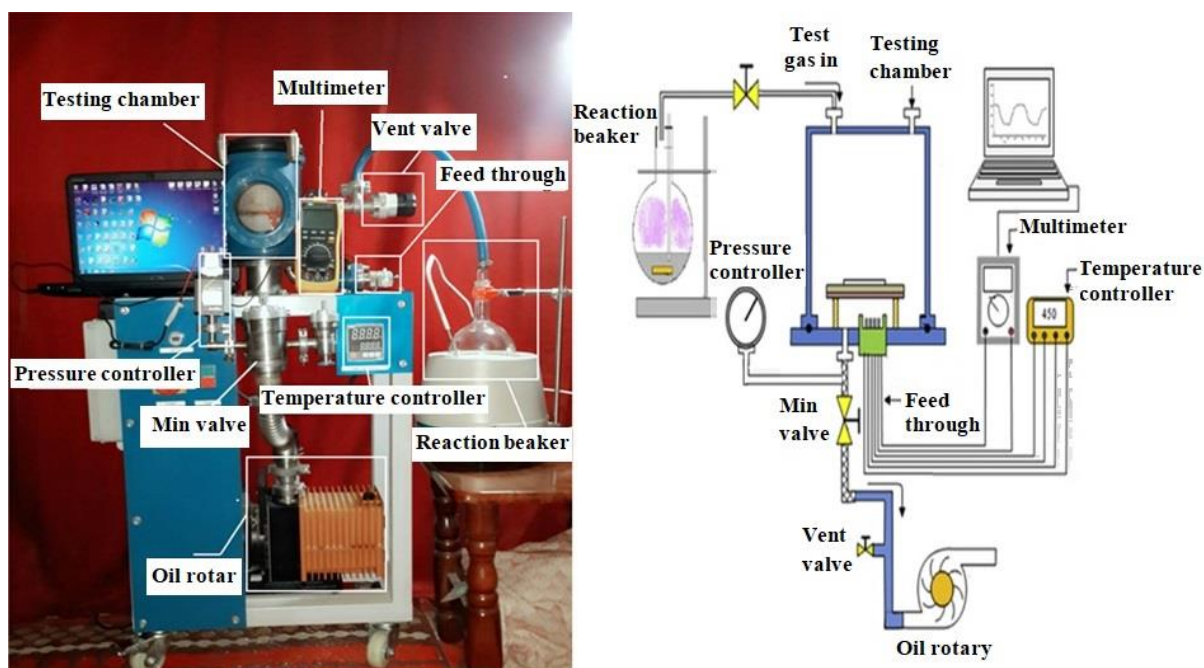 Testing chamber
Multimeter
Vent valve
Feed through
Pressure controller
Min valve
Temperature controller
Reaction beaker
Oil rotar
Test
gas in
Testing
chamber
Reaction
beaker
Pressure
controller
Multimeter
Temperature
controller
450
Min
valve
Feed
through
Vent
valve
Oil rotary